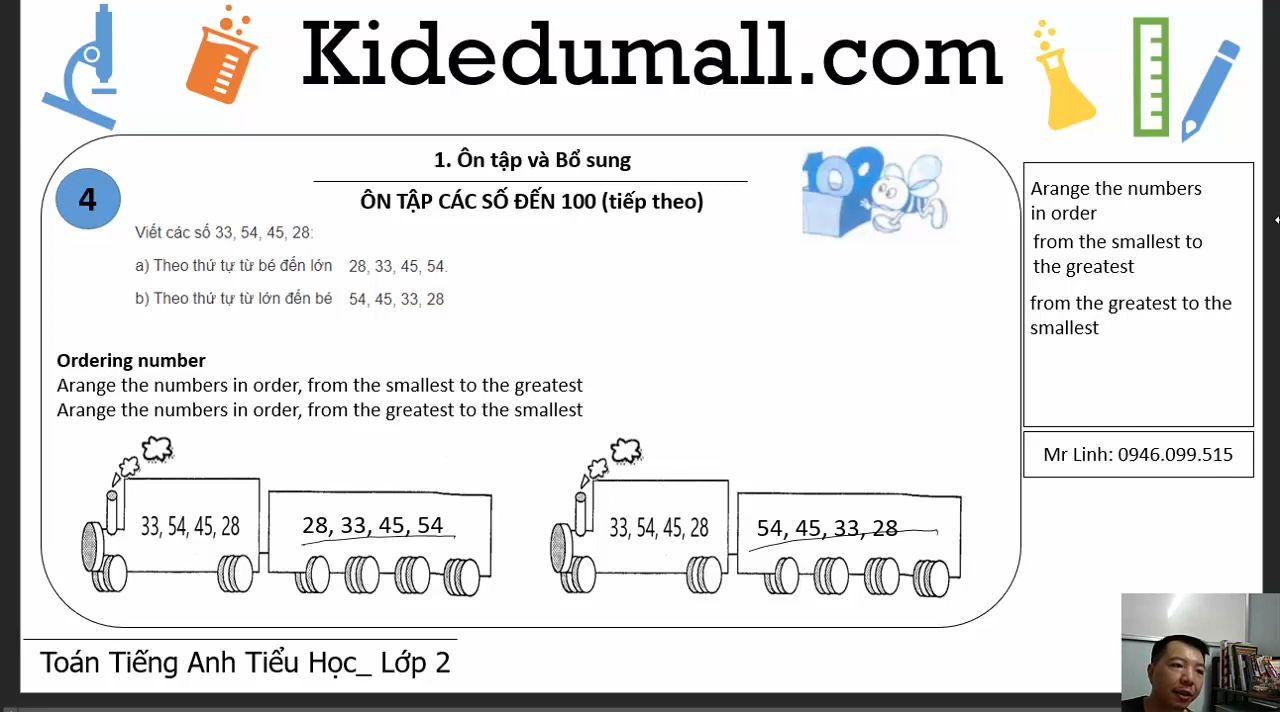 Kidedumall.com
1. Ôn tập và Bổ sung
ÔN TẬP CÁC SỐ ĐẾN 100 (tiếp theo)
100
4
Viết các số 33, 54, 45, 28:
a) Theo thứ tự từ bé đến lớn 28, 33, 45, 54.
b) Theo thứ tự từ lớn đến bé 54, 45, 33, 28
Ordering number
Arange the numbers in order, from the smallest to the greatest
Arange the numbers in order, from the greatest to the smallest
33, 54, 45, 28
28, 33, 45, 54
33, 54, 45, 28
54, 45, 33, 28
Arange the numbers
in order
from the smallest to
the greatest
from the greatest to the
smallest
Mr Linh: 0946.099.515
Toán Tiếng Anh Tiểu Học_ Lớp 2